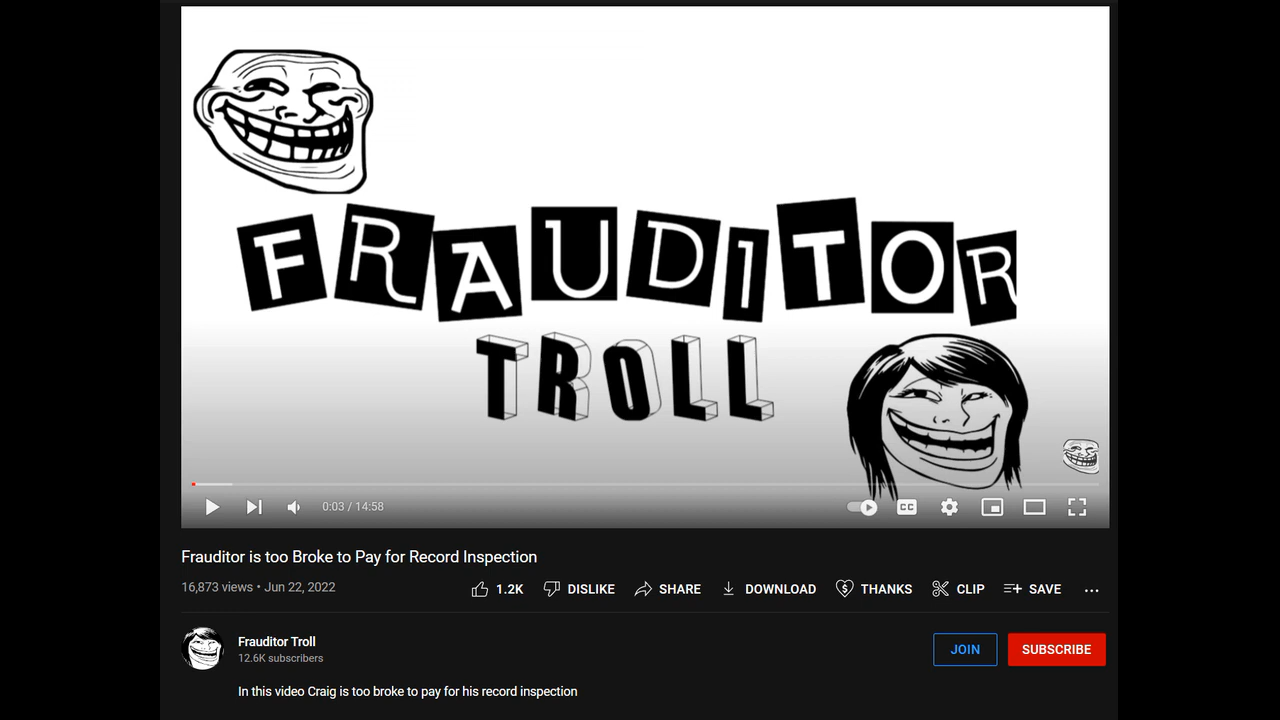 FRAUDITOR
TROLL
0:03 / 14:58
CC
Frauditor is too Broke to Pay for Record Inspection
16,873 views • Jun 22, 2022
1.2K DISLIKE SHARE DOWNLOAD THANKS CLIP SAVE ...
Frauditor Troll
12.6K subscribers
JOIN SUBSCRIBE
In this video Craig is too broke to pay for his record inspection